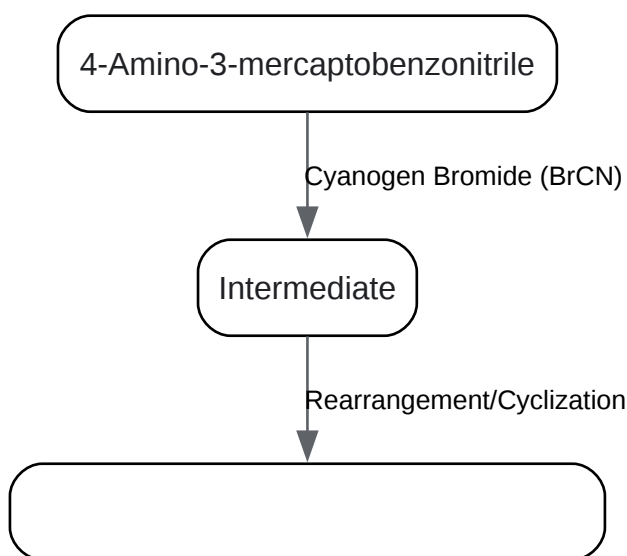 4-Amino-3-mercaptobenzonitrile
Cyanogen Bromide (BrCN)
Intermediate
Rearrangement/Cyclization